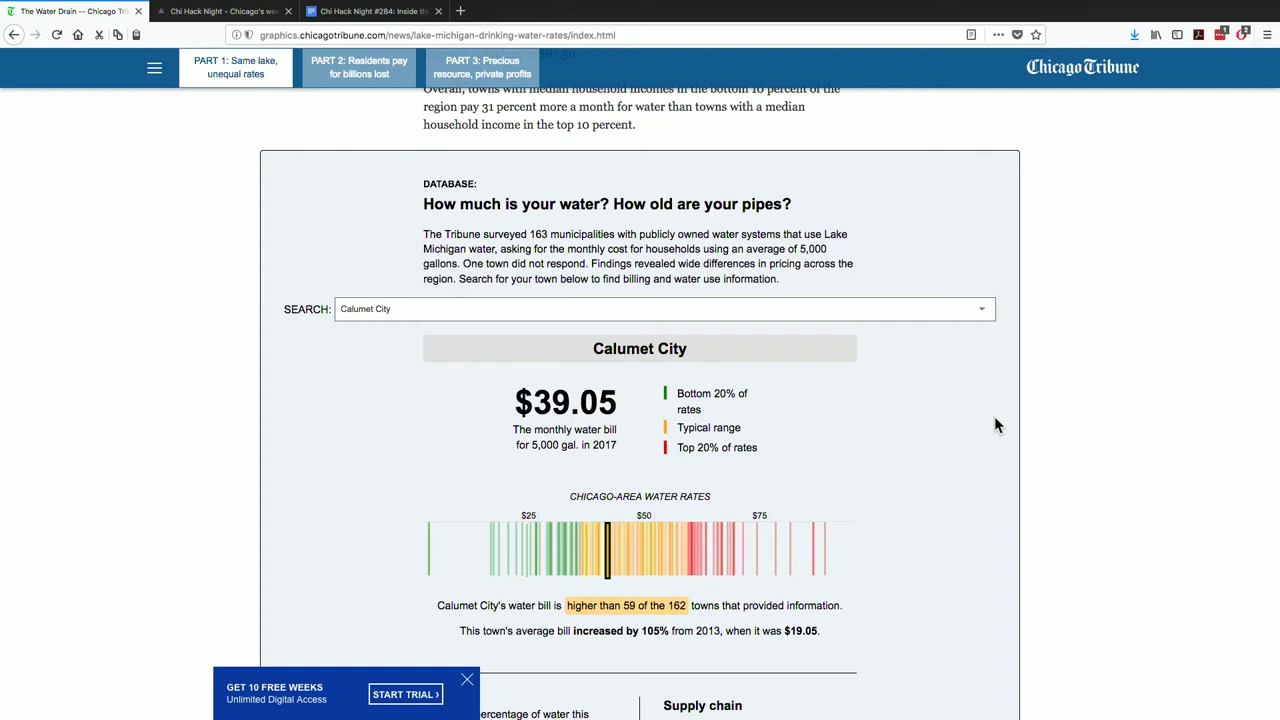 The Water Drain -- Chicago Tri
Chi Hack Night - Chicago's wee
Chi Hack Night #284: Inside the
graphics.chicagotribune.com/news/lake-michigan-drinking-water-rates/index.html
PART 1: Same lake,
unequal rates
PART 2: Residents pay
for billions lost
PART 3: Precious
resource, private profits
Chicago Tribune
Overall, towns with median household incomes in the bottom 10 percent of the
region pay 31 percent more a month for water than towns with a median
household income in the top 10 percent.
DATABASE:
How much is your water? How old are your pipes?
The Tribune surveyed 163 municipalities with publicly owned water systems that use Lake
Michigan water, asking for the monthly cost for households using an average of 5,000
gallons. One town did not respond. Findings revealed wide differences in pricing across the
region. Search for your town below to find billing and water use information.
SEARCH: Calumet City
Calumet City
$39.05
The monthly water bill
for 5,000 gal. in 2017
Bottom 20% of
rates
Typical range
Top 20% of rates
CHICAGO-AREA WATER RATES
$25 $50 $75
Calumet City's water bill is higher than 59 of the 162 towns that provided information.
This town's average bill increased by 105% from 2013, when it was $19.05.
GET 10 FREE WEEKS
Unlimited Digital Access
START TRIAL ›
ercentage of water this
Supply chain